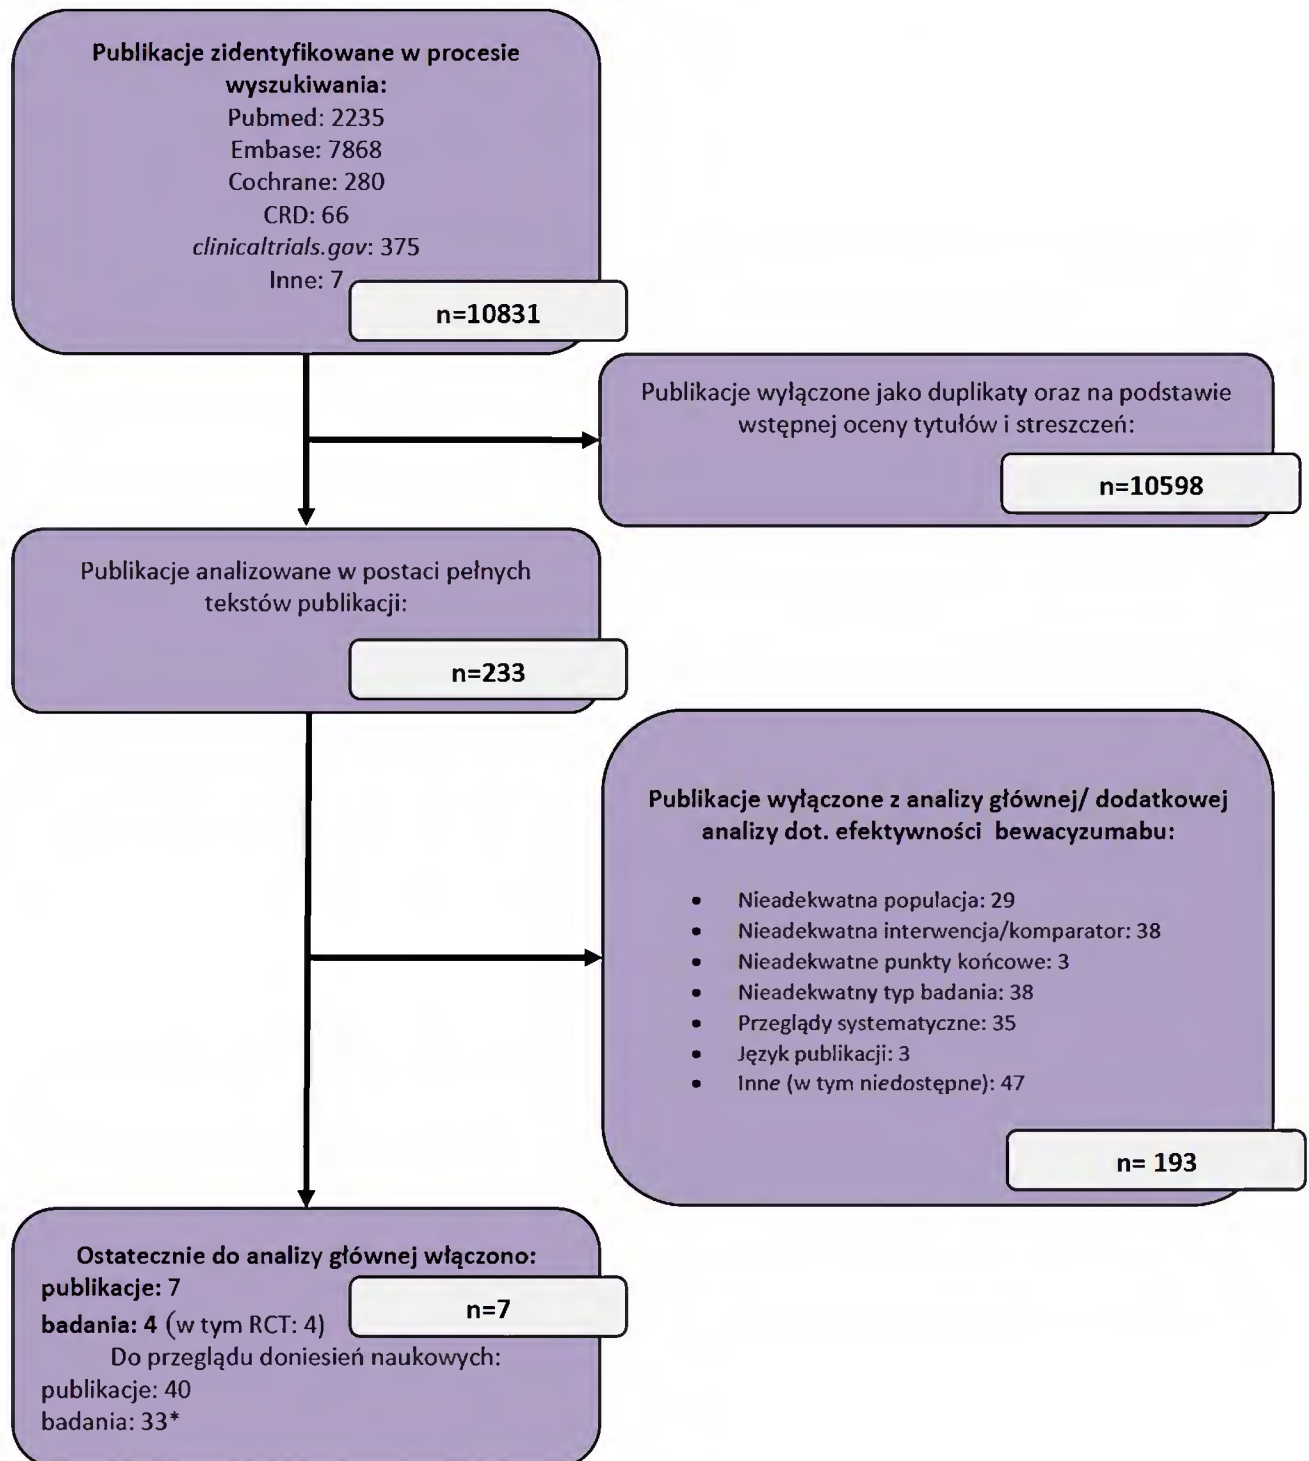 Publikacje zidentyfikowane w procesie
wyszukiwania:
Pubmed: 2235
Embase: 7868
Cochrane: 280
CRD: 66
clinicaltrials.gov: 375
Inne: 7
n=10831
Publikacje wyłączone jako duplikaty oraz na podstawie
wstępnej oceny tytułów i streszczeń:
n=10598
Publikacje analizowane w postaci pełnych
tekstów publikacji:
n=233
Publikacje wyłączone z analizy głównej/ dodatkowej
analizy dot. efektywności bewacyzumabu:
• Nieadekwatna populacja: 29
• Nieadekwatna interwencja/komparator: 38
• Nieadekwatne punkty końcowe: 3
• Nieadekwatny typ badania: 38
• Przeglądy systematyczne: 35
• Język publikacji: 3
• Inne (w tym niedostępne): 47
n= 193
Ostatecznie do analizy głównej włączono:
publikacje: 7
badania: 4 (w tym RCT: 4)
n=7
Do przeglądu doniesień naukowych:
publikacje: 40
badania: 33*